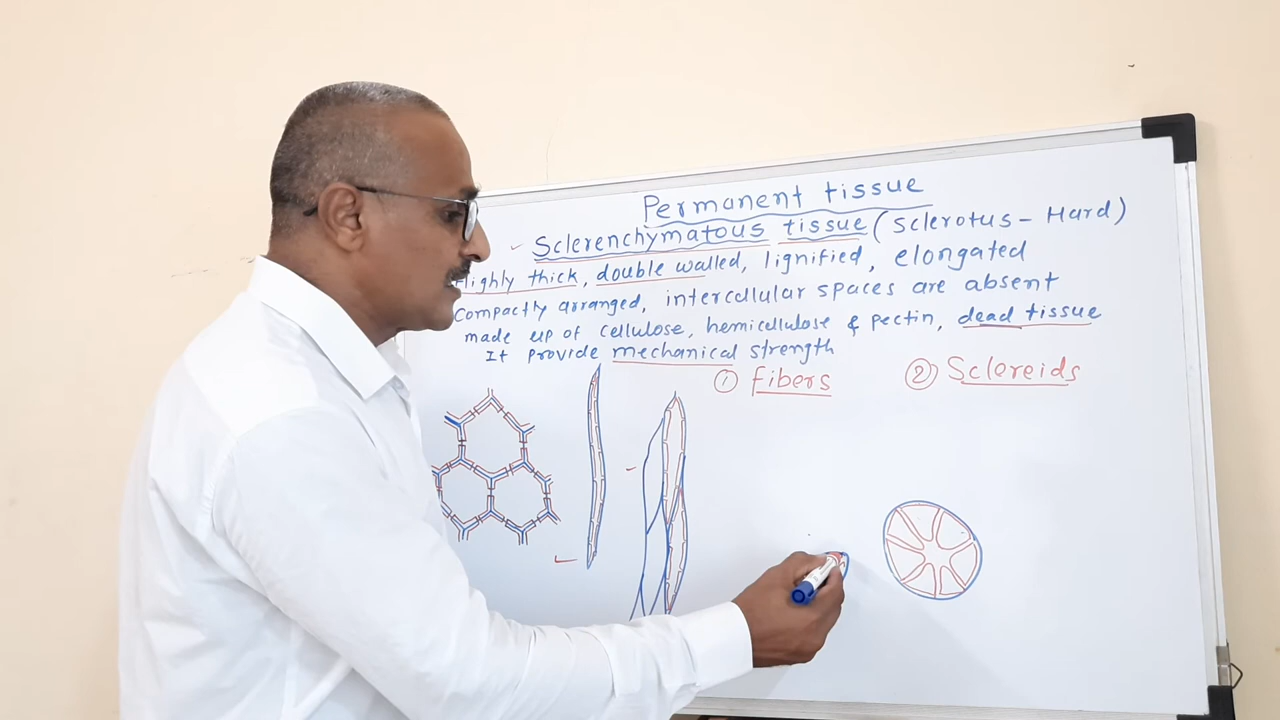 Permanent tissue
Sclerenchymatous tissue (Sclerotus - Hard)
Highly thick, double walled, lignified, elongated
Compactly arranged, intercellular spaces are absent
made up of cellulose, hemicellulose & pectin, dead tissue
It provide mechanical strength
① Fibers ② Sclereids